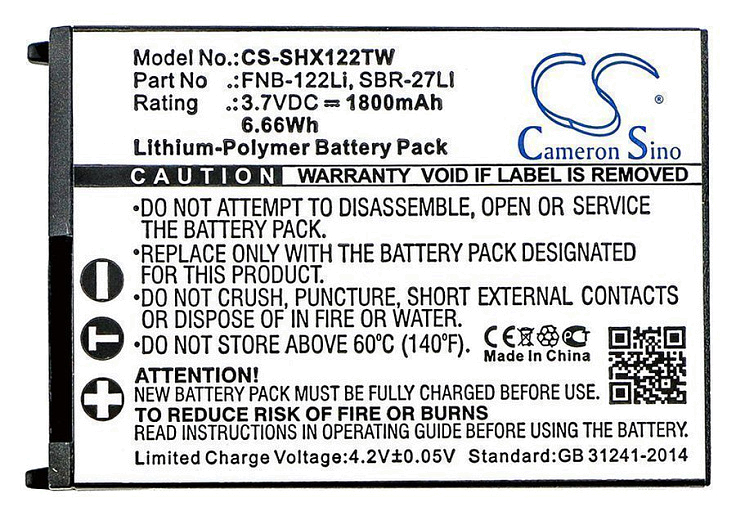 Model No.: CS-SHX122TW
Part No : FNB-122Li, SBR-27LI
Rating : 3.7VDC = 1800mAh
6.66Wh
Lithium-Polymer Battery Pack
Cameron Sino
®
CAUTION WARRANTY VOID IF LABEL IS REMOVED
•DO NOT ATTEMPT TO DISASSEMBLE, OPEN OR SERVICE
THE BATTERY PACK.
•REPLACE ONLY WITH THE BATTERY PACK DESIGNATED
FOR THIS PRODUCT.
•DO NOT CRUSH, PUNCTURE, SHORT EXTERNAL CONTACTS
OR DISPOSE OF IN FIRE OR WATER.
•DO NOT STORE ABOVE 60°C (140°F).
CE
Made In China
T
ATTENTION!
NEW BATTERY PACK MUST BE FULLY CHARGED BEFORE USE.
TO REDUCE RISK OF FIRE OR BURNS
READ INSTRUCTIONS IN OPERATING GUIDE BEFORE USING BATTERY.
Limited Charge Voltage:4.2V±0.05V Standard:GB 31241-2014